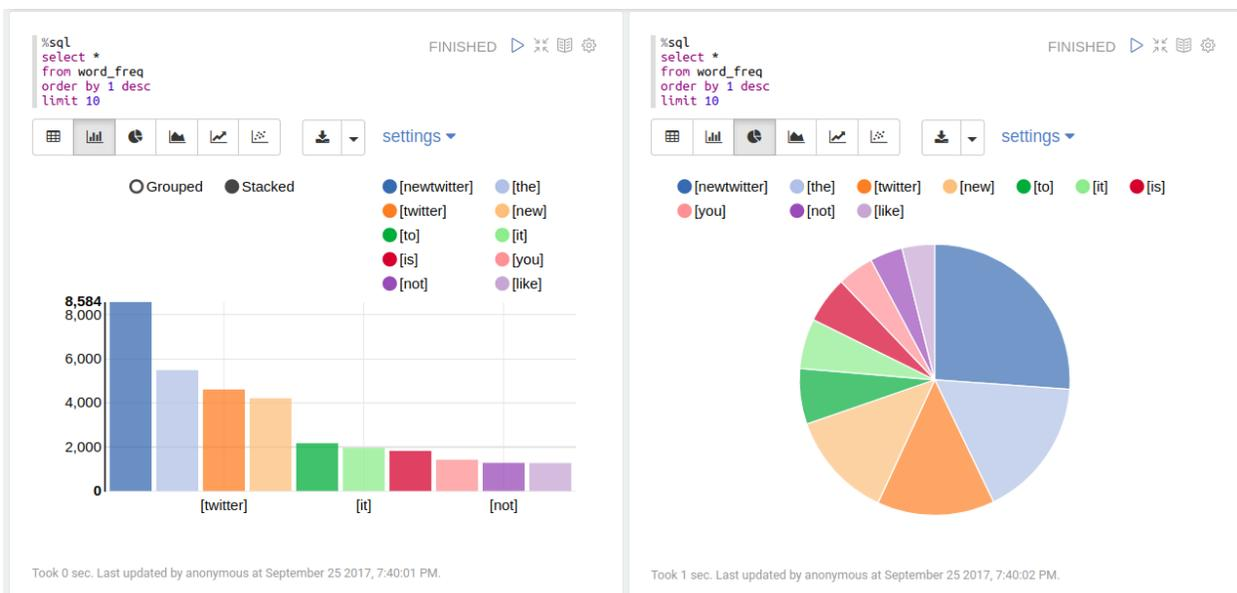 %sql
select *
from word_freq
order by 1 desc
limit 10
FINISHED
settings
Grouped Stacked
[newtwitter] [the]
[twitter] [new]
[to] [it]
[is] [you]
[not] [like]
8,584
8,000
6,000
4,000
2,000
0
[twitter] [it] [not]
Took 0 sec. Last updated by anonymous at September 25 2017, 7:40:01 PM.
%sql
select *
from word_freq
order by 1 desc
limit 10
FINISHED
settings
[newtwitter] [the] [twitter] [new] [to] [it] [is]
[you] [not] [like]
Took 1 sec. Last updated by anonymous at September 25 2017, 7:40:02 PM.